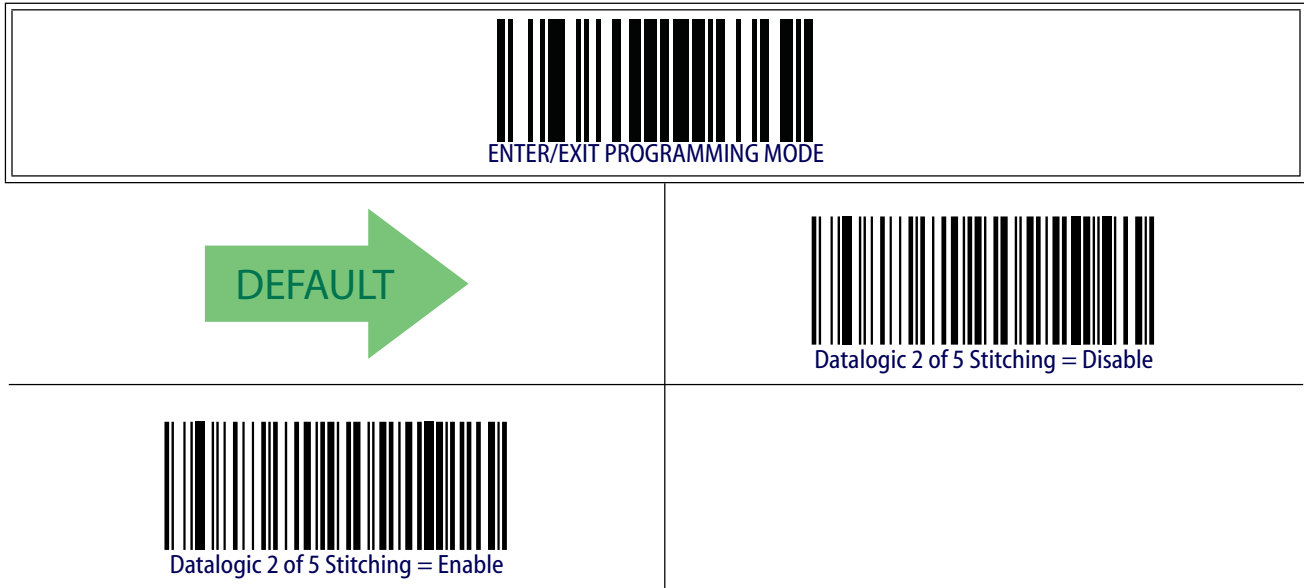 ENTER/EXIT PROGRAMMING MODE
DEFAULT
Datalogic 2 of 5 Stitching = Disable
Datalogic 2 of 5 Stitching = Enable